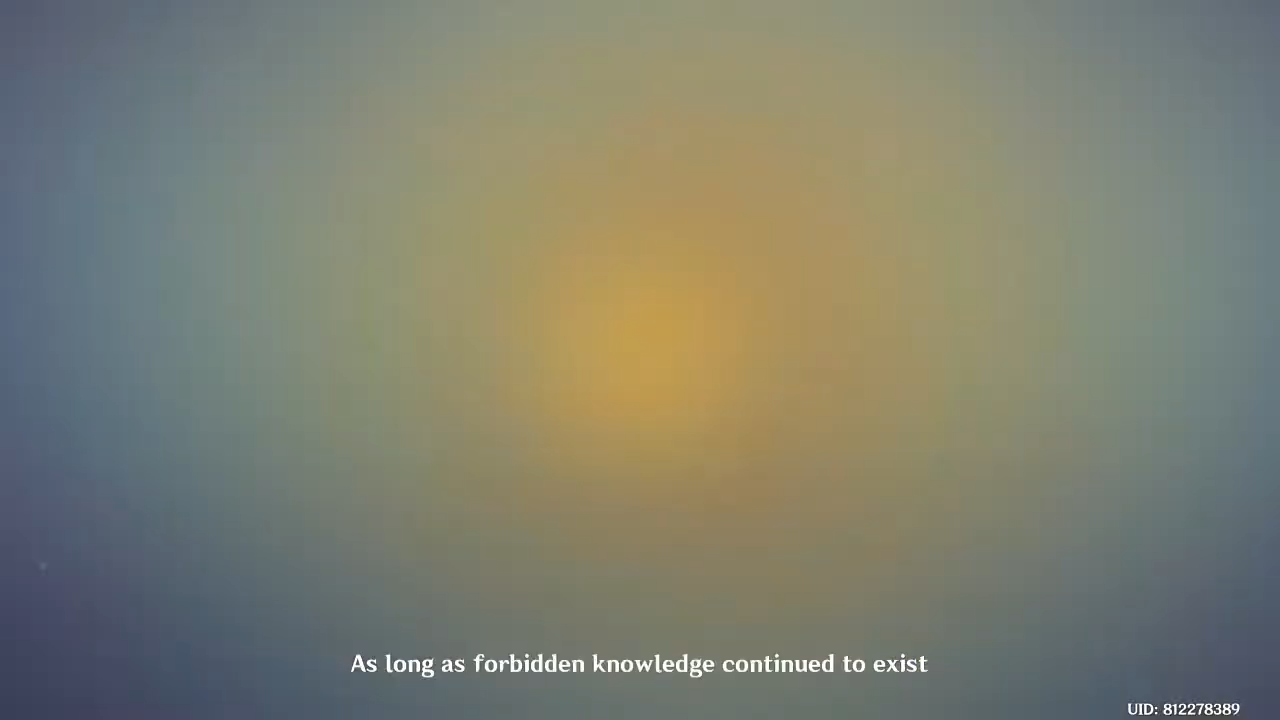 As long as forbidden knowledge continued to exist
UID: 812278389